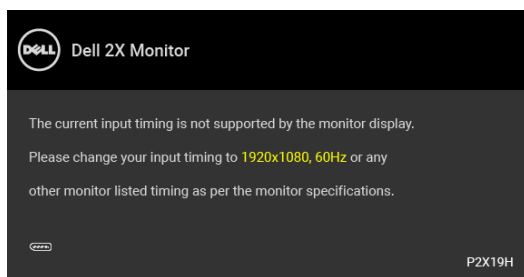 DELL
Dell 2X Monitor
The current input timing is not supported by the monitor display.
Please change your input timing to 1920x1080, 60Hz or any
other monitor listed timing as per the monitor specifications.
P2X19H